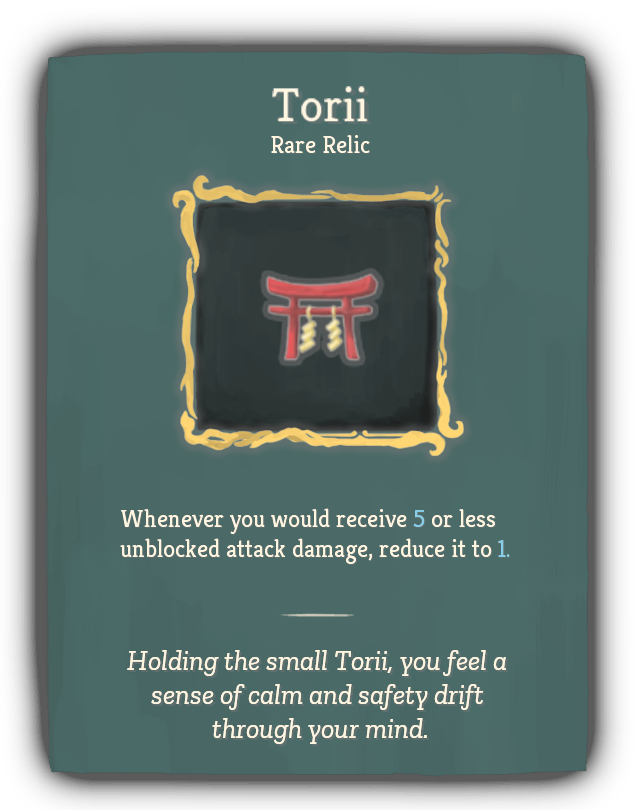 Torii
Rare Relic
Whenever you would receive 5 or less
unblocked attack damage, reduce it to 1.
Holding the small Torii, you feel a
sense of calm and safety drift
through your mind.